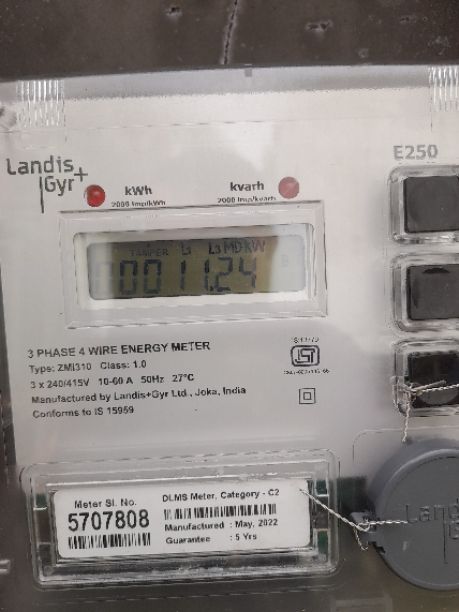 Landis
|Gyr+
E250
kWh
2000 Imp/kWh
kvarh
2000 Imp/kvarh
TAMPER L3 MD kW
000011.24
3 PHASE 4 WIRE ENERGY METER
Type: ZMi310 Class: 1.0
3 x 240/415V 10-60 A 50Hz 27°C
Manufactured by Landis+Gyr Ltd., Joka, India
Conforms to IS 15959
Meter Sl. No.
5707808
DLMS Meter, Category - C2
Manufactured : May, 2022
Guarantee : 5 Yrs
Landi
Gy